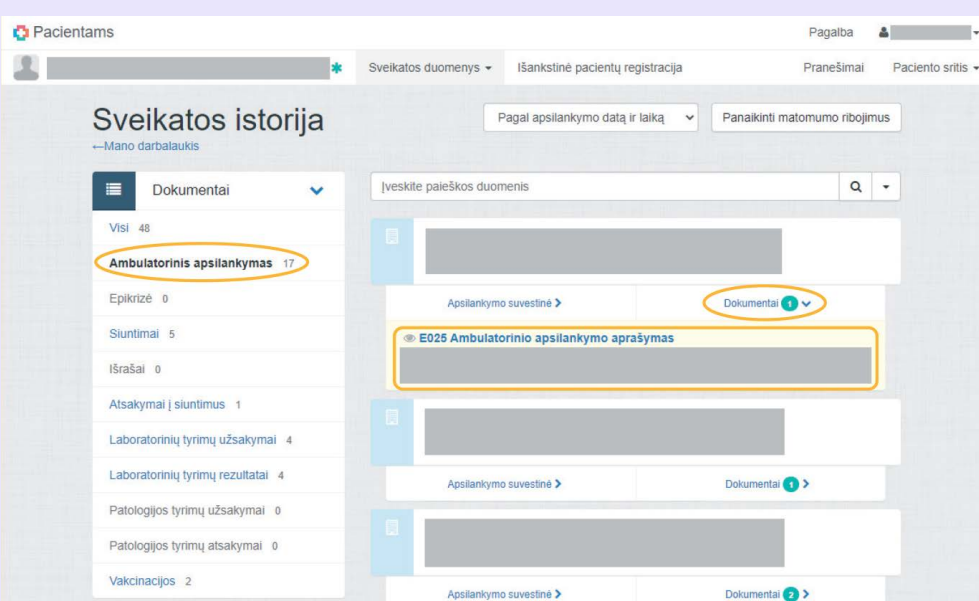 Pacientams
Pagalba
Sveikatos duomenys
Išankstinė pacientų registracija
Pranešimai
Paciento sritis
Sveikatos istorija
←Mano darbalaukis
Pagal apsilankymo datą ir laiką
Panaikinti matomumo ribojimus
Dokumentai
Visi 48
Ambulatorinis apsilankymas 17
Epikrizė 0
Siuntimai 5
Išrašai 0
Atsakymai į siuntimus 1
Laboratorinių tyrimų užsakymai 4
Laboratorinių tyrimų rezultatai 4
Patologijos tyrimų užsakymai 0
Patologijos tyrimų atsakymai 0
Vakcinacijos 2
Įveskite paieškos duomenis
Apsilankymo suvestinė
Dokumentai 1
E025 Ambulatorinio apsilankymo aprašymas
Apsilankymo suvestinė
Dokumentai 1
Apsilankymo suvestinė
Dokumentai 2